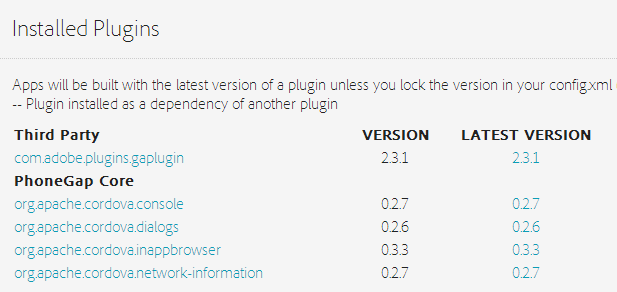 Installed Plugins
Apps will be built with the latest version of a plugin unless you lock the version in your config.xml
-- Plugin installed as a dependency of another plugin
Third Party VERSION LATEST VERSION
com.adobe.plugins.gaplugin 2.3.1 2.3.1
PhoneGap Core
org.apache.cordova.console 0.2.7 0.2.7
org.apache.cordova.dialogs 0.2.6 0.2.6
org.apache.cordova.inappbrowser 0.3.3 0.3.3
org.apache.cordova.network-information 0.2.7 0.2.7